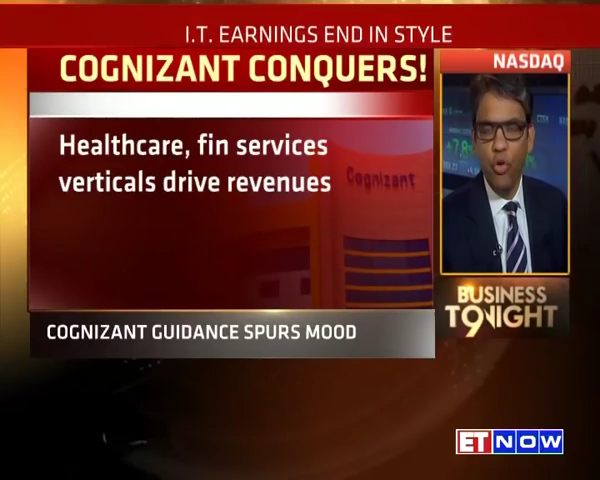 I.T. EARNINGS END IN STYLE
COGNIZANT CONQUERS!
NASDAQ
Healthcare, fin services
verticals drive revenues
Cognizant
COGNIZANT GUIDANCE SPURS MOOD
BUSINESS
T9NIGHT
ET NOW